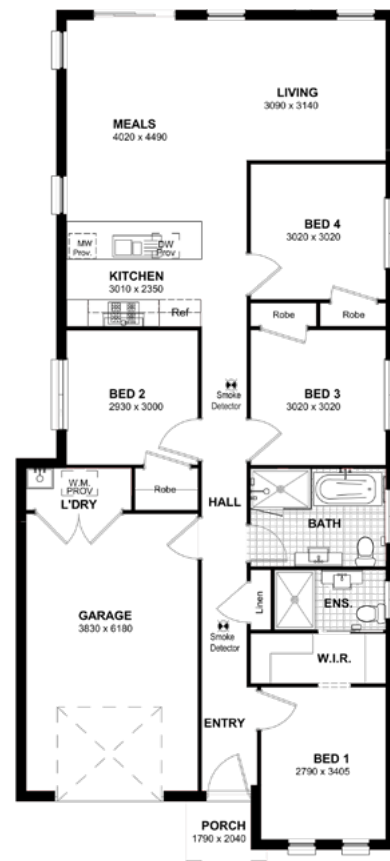 LIVING
3090 x 3140
MEALS
4020 x 4490
BED 4
3020 x 3020
MW
Prov.
DW
Prov
KITCHEN
3010 x 2350
Ref
Robe
Robe
BED 2
2930 x 3000
Smoke
Detector
BED 3
3020 x 3020
W.M.
PROV
L'DRY
Robe
HALL
BATH
GARAGE
3830 x 6180
Linen
ENS.
Smoke
Detector
W.I.R.
ENTRY
BED 1
2790 x 3405
PORCH
1790 x 2040